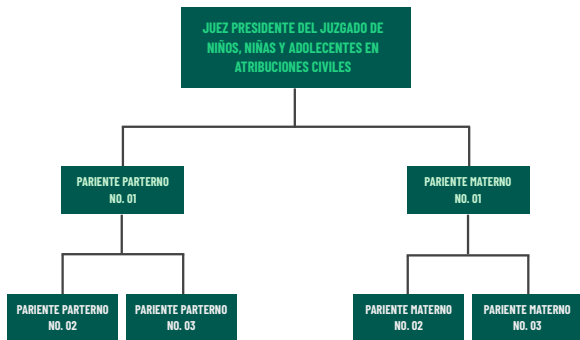 JUEZ PRESIDENTE DEL JUZGADO DE
NIÑOS, NIÑAS Y ADOLECENTES EN
ATRIBUCIONES CIVILES
PARIENTE PARTERNO
NO. 01
PARIENTE MATERNO
NO. 01
PARIENTE PARTERNO
NO. 02
PARIENTE PARTERNO
NO. 03
PARIENTE MATERNO
NO. 02
PARIENTE MATERNO
NO. 03